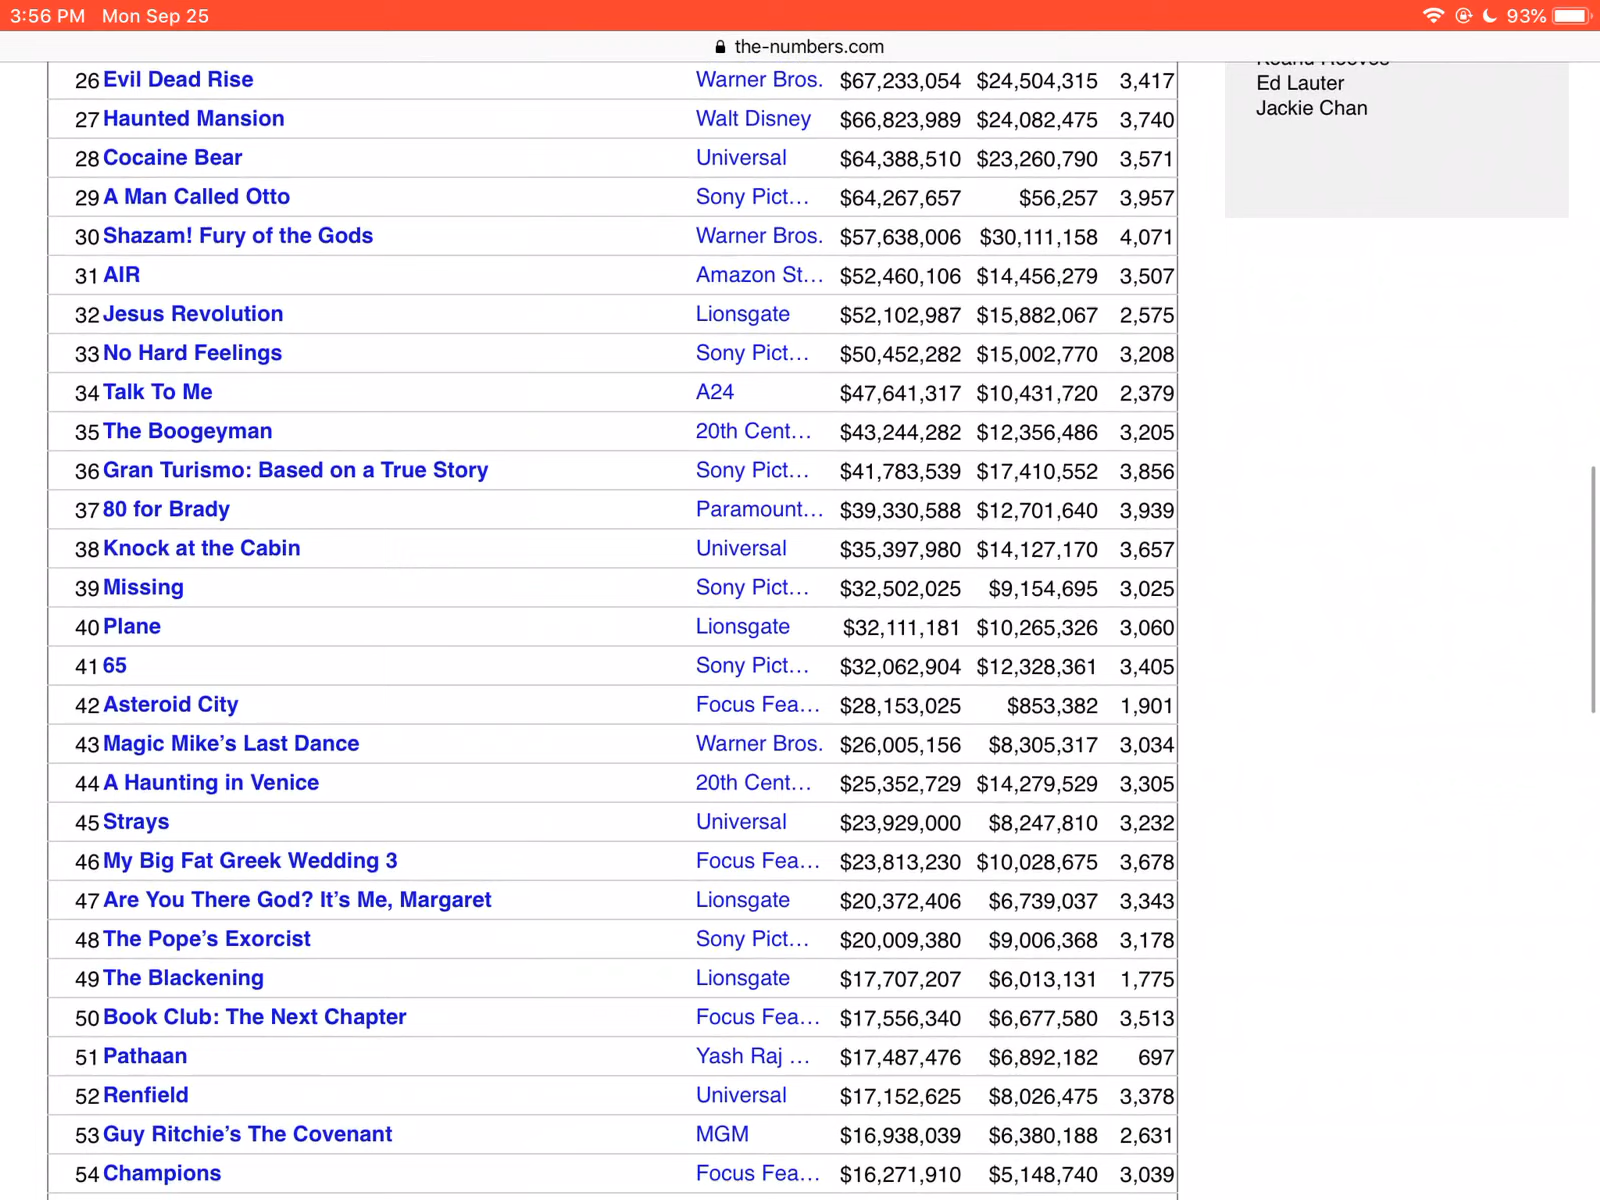 3:56 PM Mon Sep 25 93%
the-numbers.com
26 Evil Dead Rise Warner Bros. $67,233,054 $24,504,315 3,417
27 Haunted Mansion Walt Disney $66,823,989 $24,082,475 3,740
28 Cocaine Bear Universal $64,388,510 $23,260,790 3,571
29 A Man Called Otto Sony Pict… $64,267,657 $56,257 3,957
30 Shazam! Fury of the Gods Warner Bros. $57,638,006 $30,111,158 4,071
31 AIR Amazon St… $52,460,106 $14,456,279 3,507
32 Jesus Revolution Lionsgate $52,102,987 $15,882,067 2,575
33 No Hard Feelings Sony Pict… $50,452,282 $15,002,770 3,208
34 Talk To Me A24 $47,641,317 $10,431,720 2,379
35 The Boogeyman 20th Cent… $43,244,282 $12,356,486 3,205
36 Gran Turismo: Based on a True Story Sony Pict… $41,783,539 $17,410,552 3,856
37 80 for Brady Paramount… $39,330,588 $12,701,640 3,939
38 Knock at the Cabin Universal $35,397,980 $14,127,170 3,657
39 Missing Sony Pict… $32,502,025 $9,154,695 3,025
40 Plane Lionsgate $32,111,181 $10,265,326 3,060
41 65 Sony Pict… $32,062,904 $12,328,361 3,405
42 Asteroid City Focus Fea… $28,153,025 $853,382 1,901
43 Magic Mike’s Last Dance Warner Bros. $26,005,156 $8,305,317 3,034
44 A Haunting in Venice 20th Cent… $25,352,729 $14,279,529 3,305
45 Strays Universal $23,929,000 $8,247,810 3,232
46 My Big Fat Greek Wedding 3 Focus Fea… $23,813,230 $10,028,675 3,678
47 Are You There God? It’s Me, Margaret Lionsgate $20,372,406 $6,739,037 3,343
48 The Pope’s Exorcist Sony Pict… $20,009,380 $9,006,368 3,178
49 The Blackening Lionsgate $17,707,207 $6,013,131 1,775
50 Book Club: The Next Chapter Focus Fea… $17,556,340 $6,677,580 3,513
51 Pathaan Yash Raj … $17,487,476 $6,892,182 697
52 Renfield Universal $17,152,625 $8,026,475 3,378
53 Guy Ritchie’s The Covenant MGM $16,938,039 $6,380,188 2,631
54 Champions Focus Fea… $16,271,910 $5,148,740 3,039
Keanu Reeves
Ed Lauter
Jackie Chan